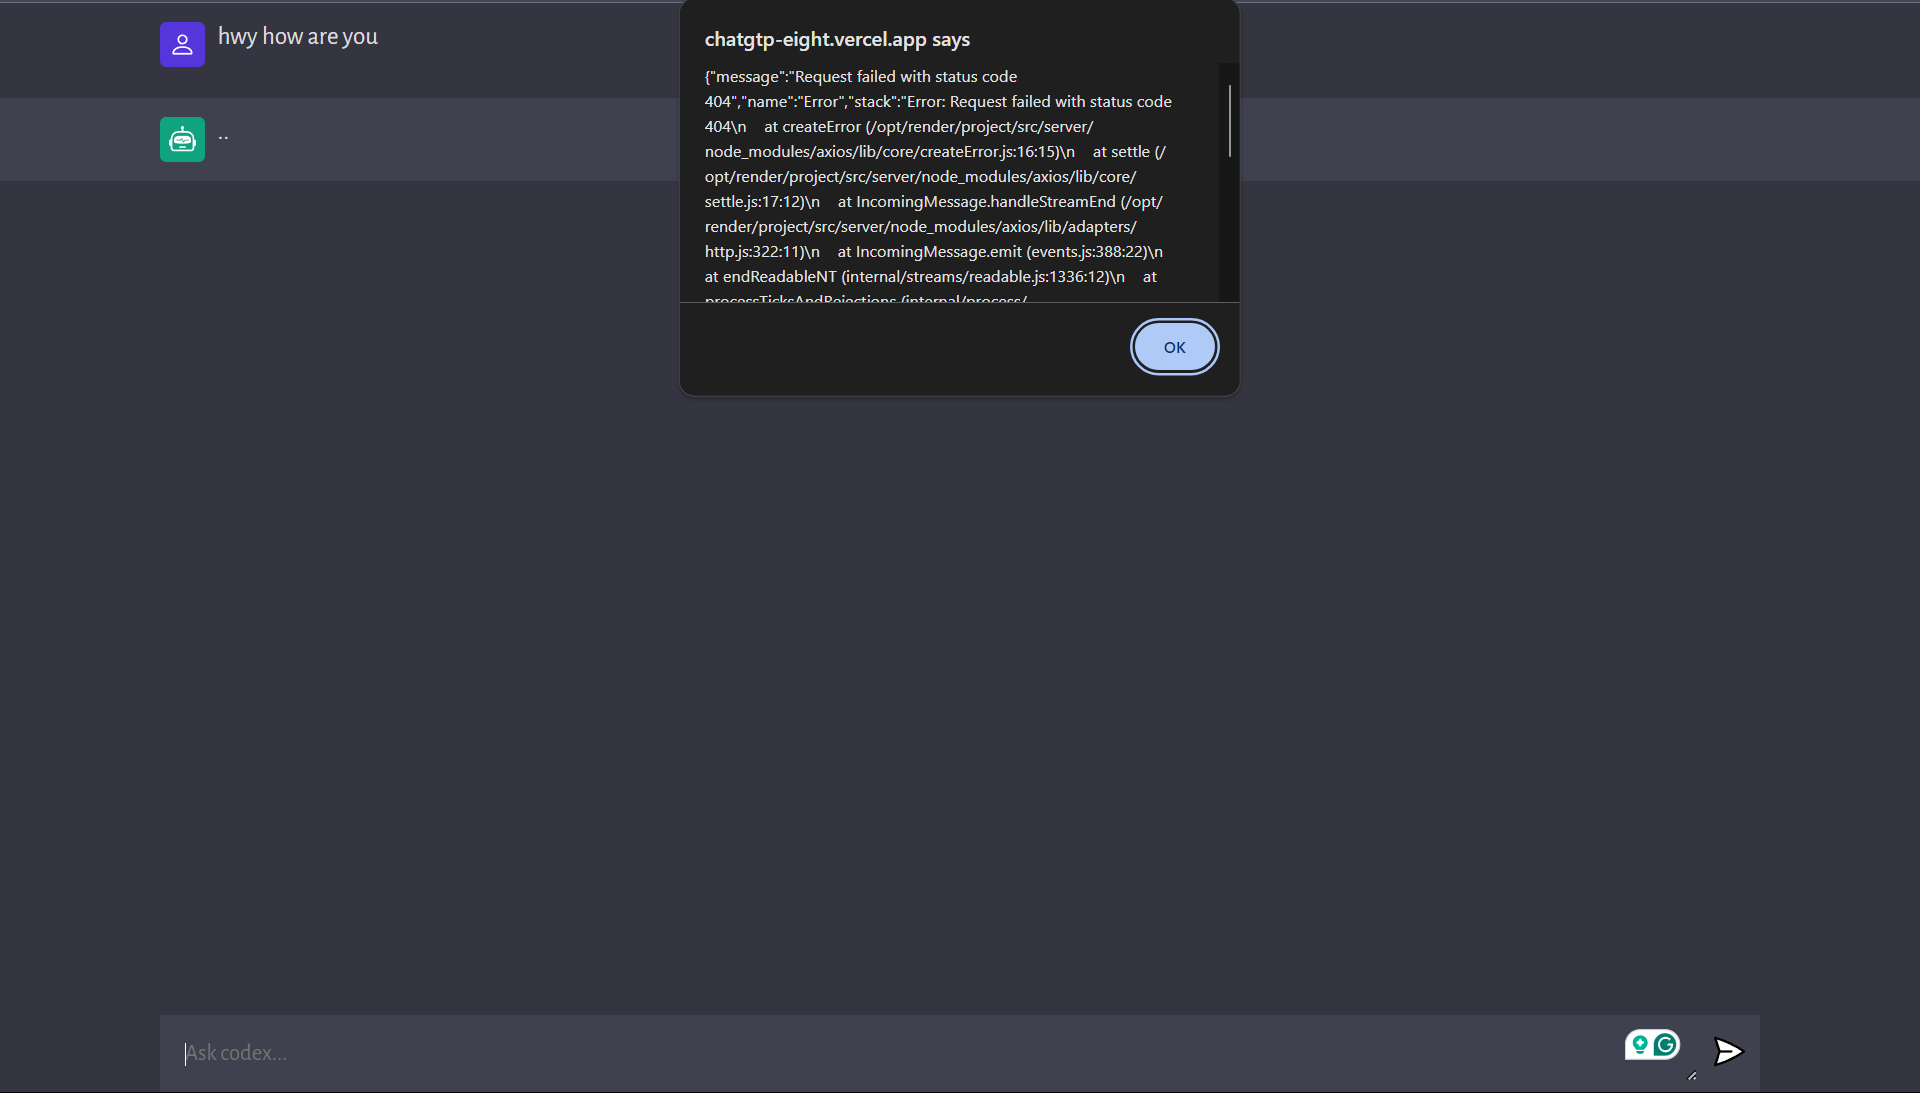 hwy how are you
..
chatgtp-eight.vercel.app says
{"message":"Request failed with status code
404","name":"Error","stack":"Error: Request failed with status code
404\n    at createError (/opt/render/project/src/server/
node_modules/axios/lib/core/createError.js:16:15)\n    at settle (/
opt/render/project/src/server/node_modules/axios/lib/core/
settle.js:17:12)\n    at IncomingMessage.handleStreamEnd (/opt/
render/project/src/server/node_modules/axios/lib/adapters/
http.js:322:11)\n    at IncomingMessage.emit (events.js:388:22)\n
at endReadableNT (internal/streams/readable.js:1336:12)\n    at
processTicksAndRejections (internal/process/
OK
Ask codex...